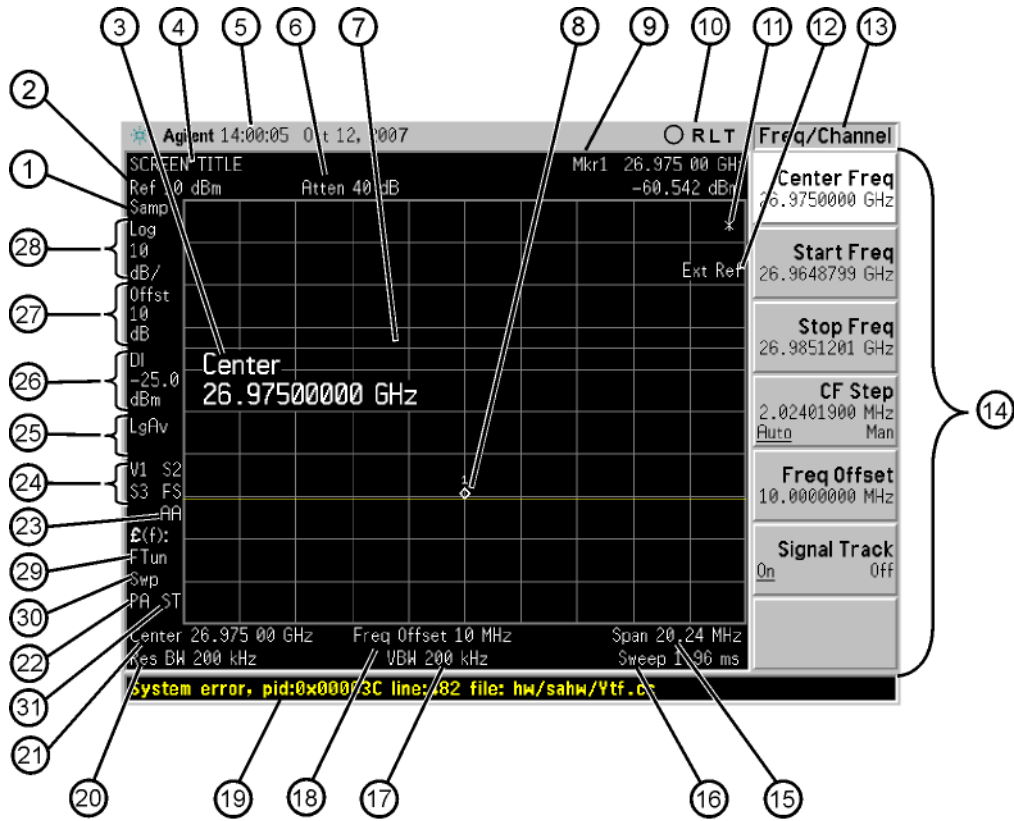 3 4 5 6 7 8 9 10 11 12 13
2
Agilent 14:00:05 Oct 12, 2007 R L T Freq/Channel
SCREEN TITLE Mkr1 26.975 00 GHz
1
Ref 10 dBm Atten 40 dB -60.542 dBm
Samp
Center Freq
26.9750000 GHz
28
Log
10
dB/
Ext Ref
Start Freq
26.9648799 GHz
27
Offst
10
dB
Stop Freq
26.9851201 GHz
26
Dl
-25.0
dBm
Center
26.97500000 GHz
CF Step
2.02401900 MHz
Auto Man
14
25
LgAv
24
V1 S2
S3 FS
1
Freq Offset
10.0000000 MHz
23
AA
£(f):
29
FTun
Signal Track
On Off
30
Swp
22
PA ST
31
Center 26.975 00 GHz Freq Offset 10 MHz Span 20.24 MHz
Res BW 200 kHz VBW 200 kHz Sweep 1.96 ms
System error, pid:0x00003C line: 82 file: hw/sahw/Ytf.cc
21
20 19 18 17 16 15